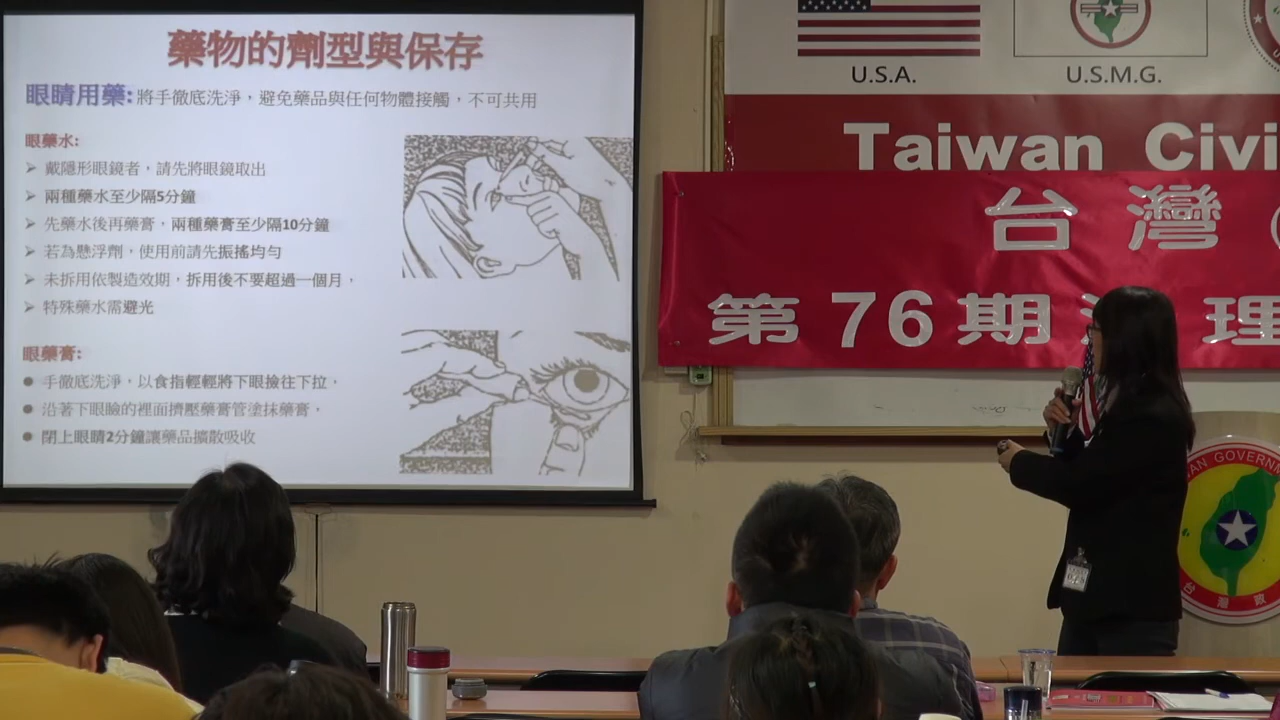 藥物的劑型與保存
眼睛用藥: 將手徹底洗淨，避免藥品與任何物體接觸，不可共用
眼藥水:
➢ 戴隱形眼鏡者，請先將眼鏡取出
➢ 兩種藥水至少隔5分鐘
➢ 先藥水後再藥膏，兩種藥膏至少隔10分鐘
➢ 若為懸浮劑，使用前請先振搖均勻
➢ 未拆用依製造效期，拆用後不要超過一個月，
➢ 特殊藥水需避光
眼藥膏:
● 手徹底洗淨，以食指輕輕將下眼撿往下拉，
● 沿著下眼瞼的裡面擠壓藥膏管塗抹藥膏，
● 閉上眼睛2分鐘讓藥品擴散吸收
U.S.A.
U.S.M.G.
Taiwan Civi
台灣
第76期
理
AN GOVERN
台灣政